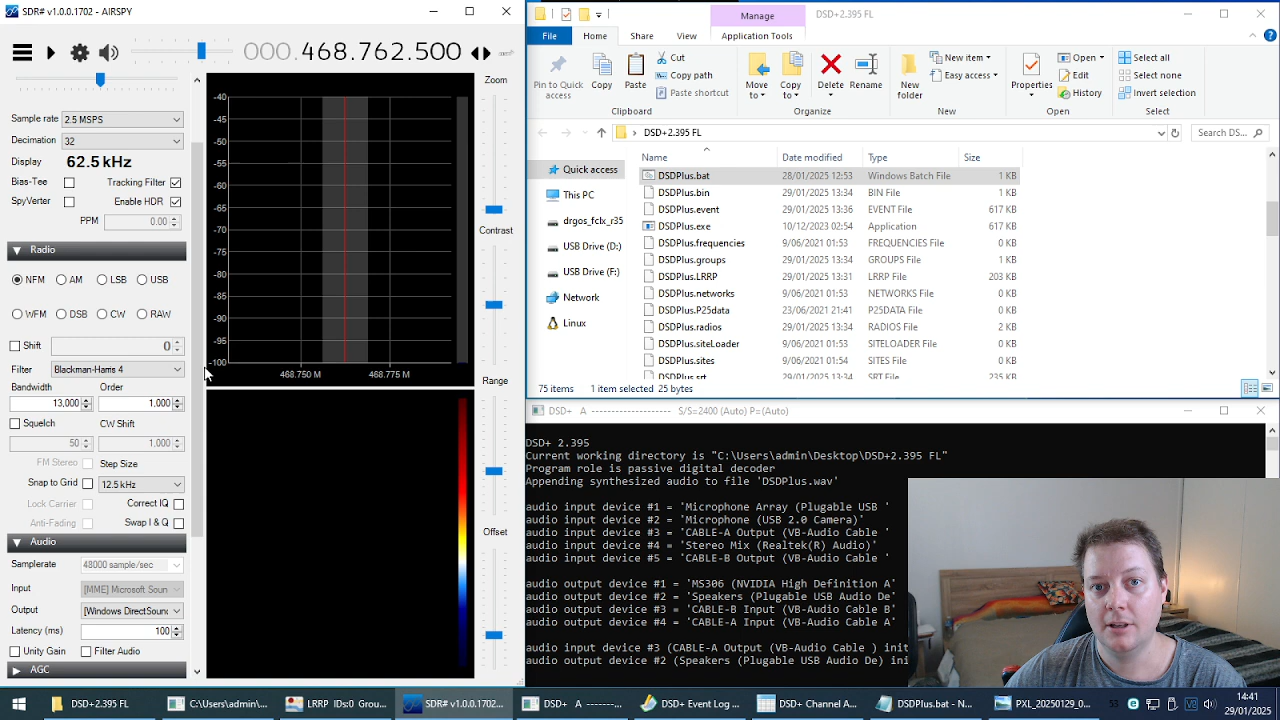 SDR# v1.0.0.1702 - AIRSPY
000.468.762.500
Sample rate
Decimation 32
Display 62.5 kHz
Bias-Tee Tracking Filter
SpyVerter Enable HDR
PPM 0.00
Radio
NFM AM LSB USB
WFM DSB CW RAW
Shift 0
Filter Blackman-Harris 4
Bandwidth Order
13,000 1,000
Squelch CW Shift
50 1,000
FM Stereo Step Size
Snap to Grid 12.5 kHz
Lock Carrier Correct IQ
Anti-Fading Swap I & Q
Audio
Samplerate 48000 sample/sec
Output [Windows DirectSoun
Latency (ms)
Unity Gain Filter Audio
AGC
-40
-45
-50
-55
-60
-65
-70
-75
-80
-85
-90
-95
-100
468.750 M 468.775 M
Zoom
Contrast
Range
Offset
Manage DSD+2.395 FL
File Home Share View Application Tools
Pin to Quick access
Copy
Paste
Cut
Copy path
Paste shortcut
Clipboard
Move to
Copy to
Delete
Rename
Organize
New folder
New item
Easy access
New
Properties
Open
Edit
History
Open
Select all
Select none
Invert selection
Select
DSD+2.395 FL
Search DS...
Quick access
This PC
drgos_fclx_r35
USB Drive (D:)
USB Drive (F:)
Network
Linux
Name Date modified Type Size
DSDPlus.bat 28/01/2025 12:53 Windows Batch File 1 KB
DSDPlus.bin 29/01/2025 13:34 BIN File 1 KB
DSDPlus.event 29/01/2025 13:36 EVENT File 617 KB
DSDPlus.exe 10/12/2023 02:54 Application 617 KB
DSDPlus.frequencies 9/06/2021 01:53 FREQUENCIES File 0 KB
DSDPlus.groups 29/01/2025 13:34 GROUPS File 1 KB
DSDPlus.LRRP 29/01/2025 13:31 LRRP File 203 KB
DSDPlus.networks 9/06/2021 01:53 NETWORKS File 0 KB
DSDPlus.P25data 23/06/2021 21:41 P25DATA File 0 KB
DSDPlus.radios 29/01/2025 13:34 RADIOS File 2 KB
DSDPlus.siteLoader 9/06/2021 01:53 SITELOADER File 0 KB
DSDPlus.sites 9/06/2021 01:54 SITES File 0 KB
DSDPlus.srt 29/01/2025 13:34 SRT File 235 KB
75 items 1 item selected 25 bytes
DSD+ A -------------------- S/S=2400 (Auto) P=(Auto)
DSD+ 2.395
Current working directory is "C:\Users\admin\Desktop\DSD+2.395 FL"
Program role is passive digital decoder
Appending synthesized audio to file 'DSDPlus.wav'
audio input device #1 = 'Microphone Array (Plugable USB '
audio input device #2 = 'Microphone (USB 2.0 Camera)'
audio input device #3 = 'CABLE-A Output (VB-Audio Cable '
audio input device #4 = 'Stereo Mix (Realtek(R) Audio)'
audio input device #5 = 'CABLE-B Output (VB-Audio Cable '
audio output device #1 = 'MS306 (NVIDIA High Definition A'
audio output device #2 = 'Speakers (Plugable USB Audio De'
audio output device #3 = 'CABLE-B Input (VB-Audio Cable B'
audio output device #4 = 'CABLE-A Input (VB-Audio Cable A'
audio input device #3 (CABLE-A Output (VB-Audio Cable ) init
audio output device #2 (Speakers (Plugable USB Audio De)
C:\Users\admin\...
LRRP IDs0 Grou...
SDR# v1.0.0.1702...
DSD+ A --------...
DSD+ Event Log ...
DSD+ Channel A...
DSDPlus.bat - N...
PXL_20250129_0...
53
14:41
29/01/2025